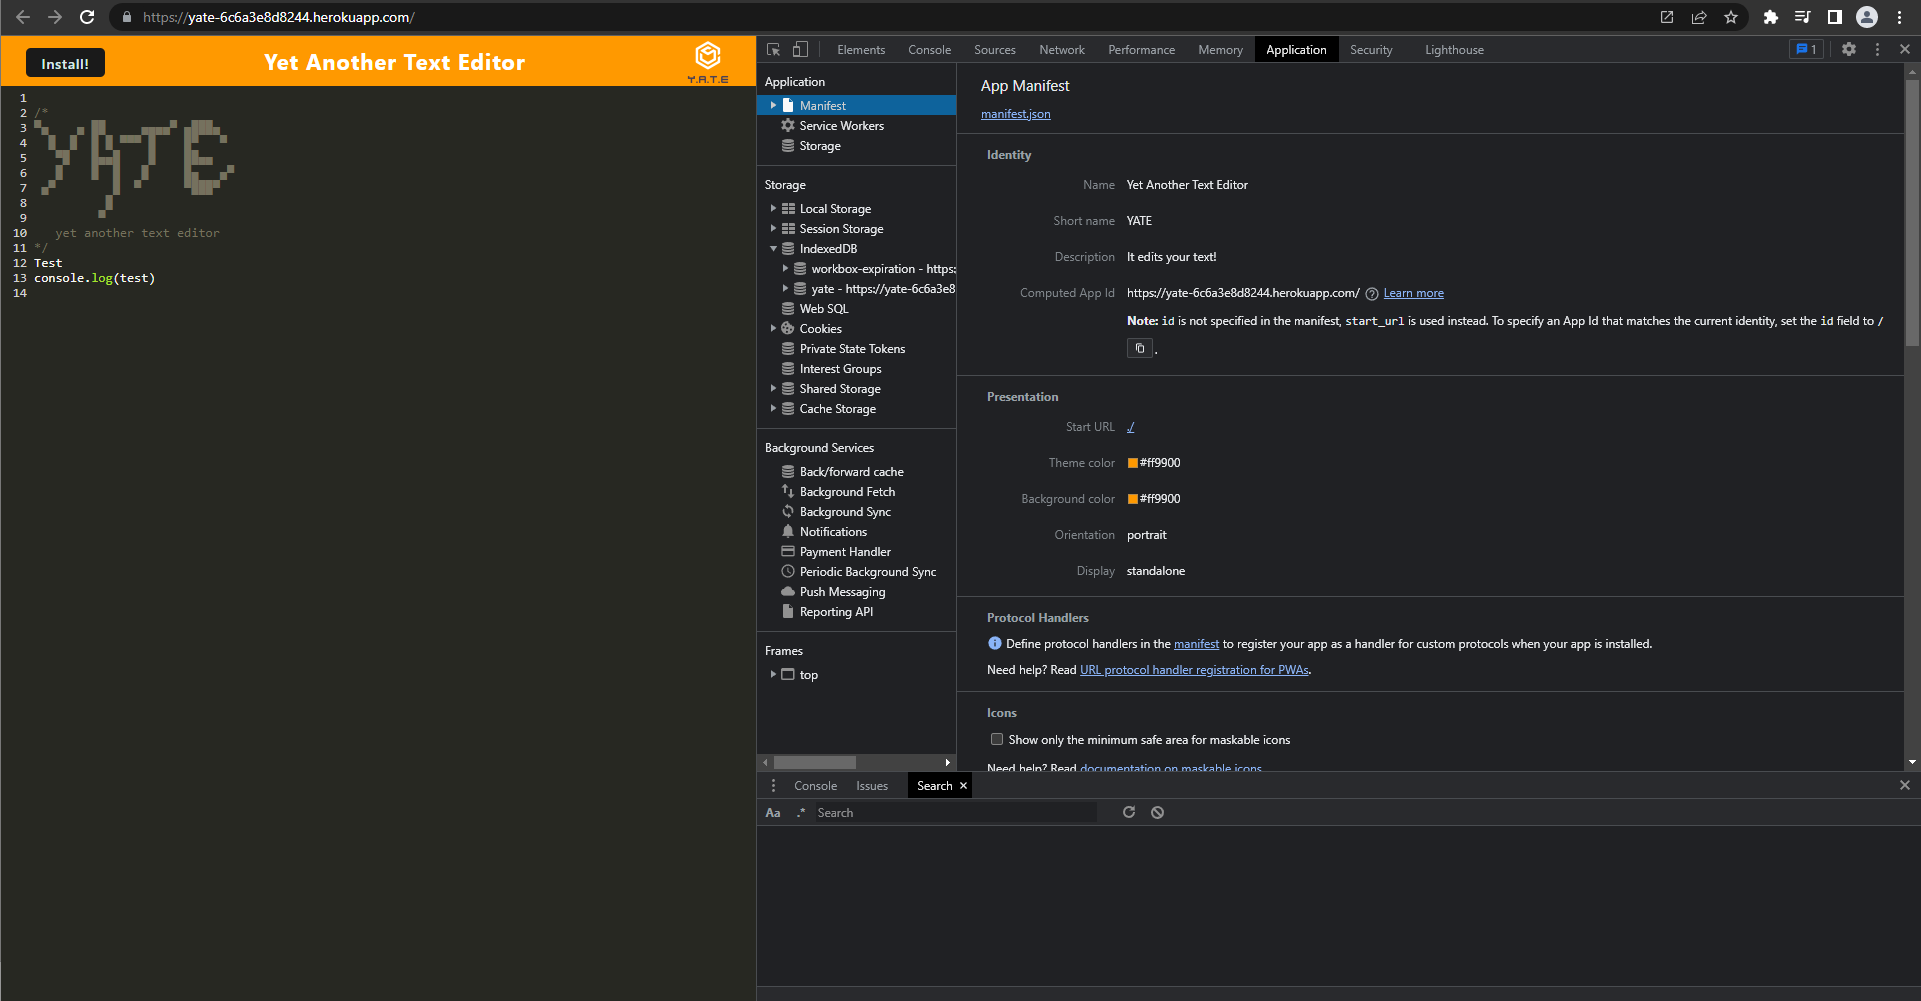 https://yate-6c6a3e8d8244.herokuapp.com/
Install!
Yet Another Text Editor
Y.A.T.E
1
2 /*
3
4
5
6
7
8
9
10 yet another text editor
11 */
12 Test
13 console.log(test)
14
Elements Console Sources Network Performance Memory Application Security Lighthouse 1
Application
Manifest
Service Workers
Storage
Storage
Local Storage
Session Storage
IndexedDB
workbox-expiration - https:
yate - https://yate-6c6a3e8
Web SQL
Cookies
Private State Tokens
Interest Groups
Shared Storage
Cache Storage
Background Services
Back/forward cache
Background Fetch
Background Sync
Notifications
Payment Handler
Periodic Background Sync
Push Messaging
Reporting API
Frames
top
App Manifest
manifest.json
Identity
Name Yet Another Text Editor
Short name YATE
Description It edits your text!
Computed App Id https://yate-6c6a3e8d8244.herokuapp.com/ Learn more
Note: id is not specified in the manifest, start_url is used instead. To specify an App Id that matches the current identity, set the id field to /
.
Presentation
Start URL ./
Theme color #ff9900
Background color #ff9900
Orientation portrait
Display standalone
Protocol Handlers
Define protocol handlers in the manifest to register your app as a handler for custom protocols when your app is installed.
Need help? Read URL protocol handler registration for PWAs.
Icons
Show only the minimum safe area for maskable icons
Need help? Read documentation on maskable icons
Console Issues Search
Aa .* Search